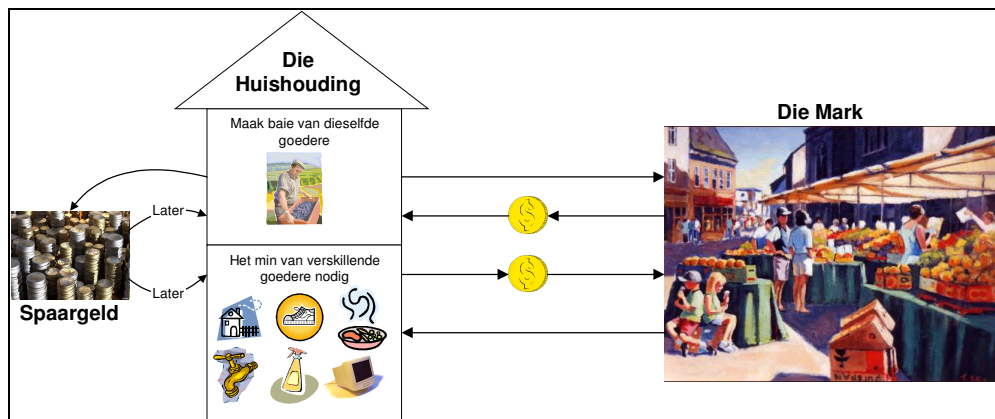 Die
Huishouding
Maak baie van dieselfde
goedere
Die Mark
Later
Later
Het min van verskillende
goedere nodig
Spaargeld